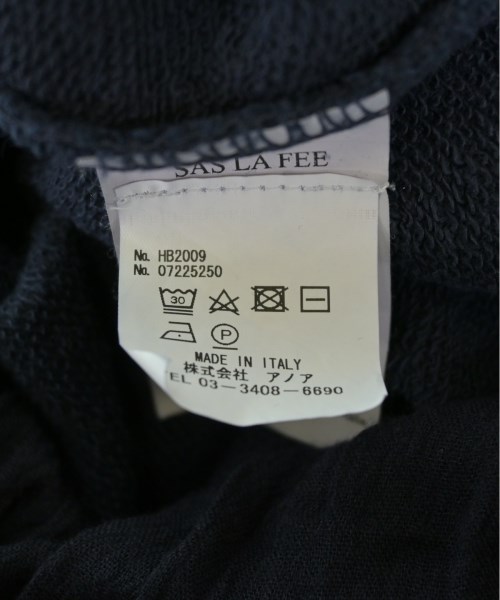 SAS LA FEE
No. HB2009
No. 07225250
30
P
MADE IN ITALY
株式会社 アノア
EL 03-3408-6690